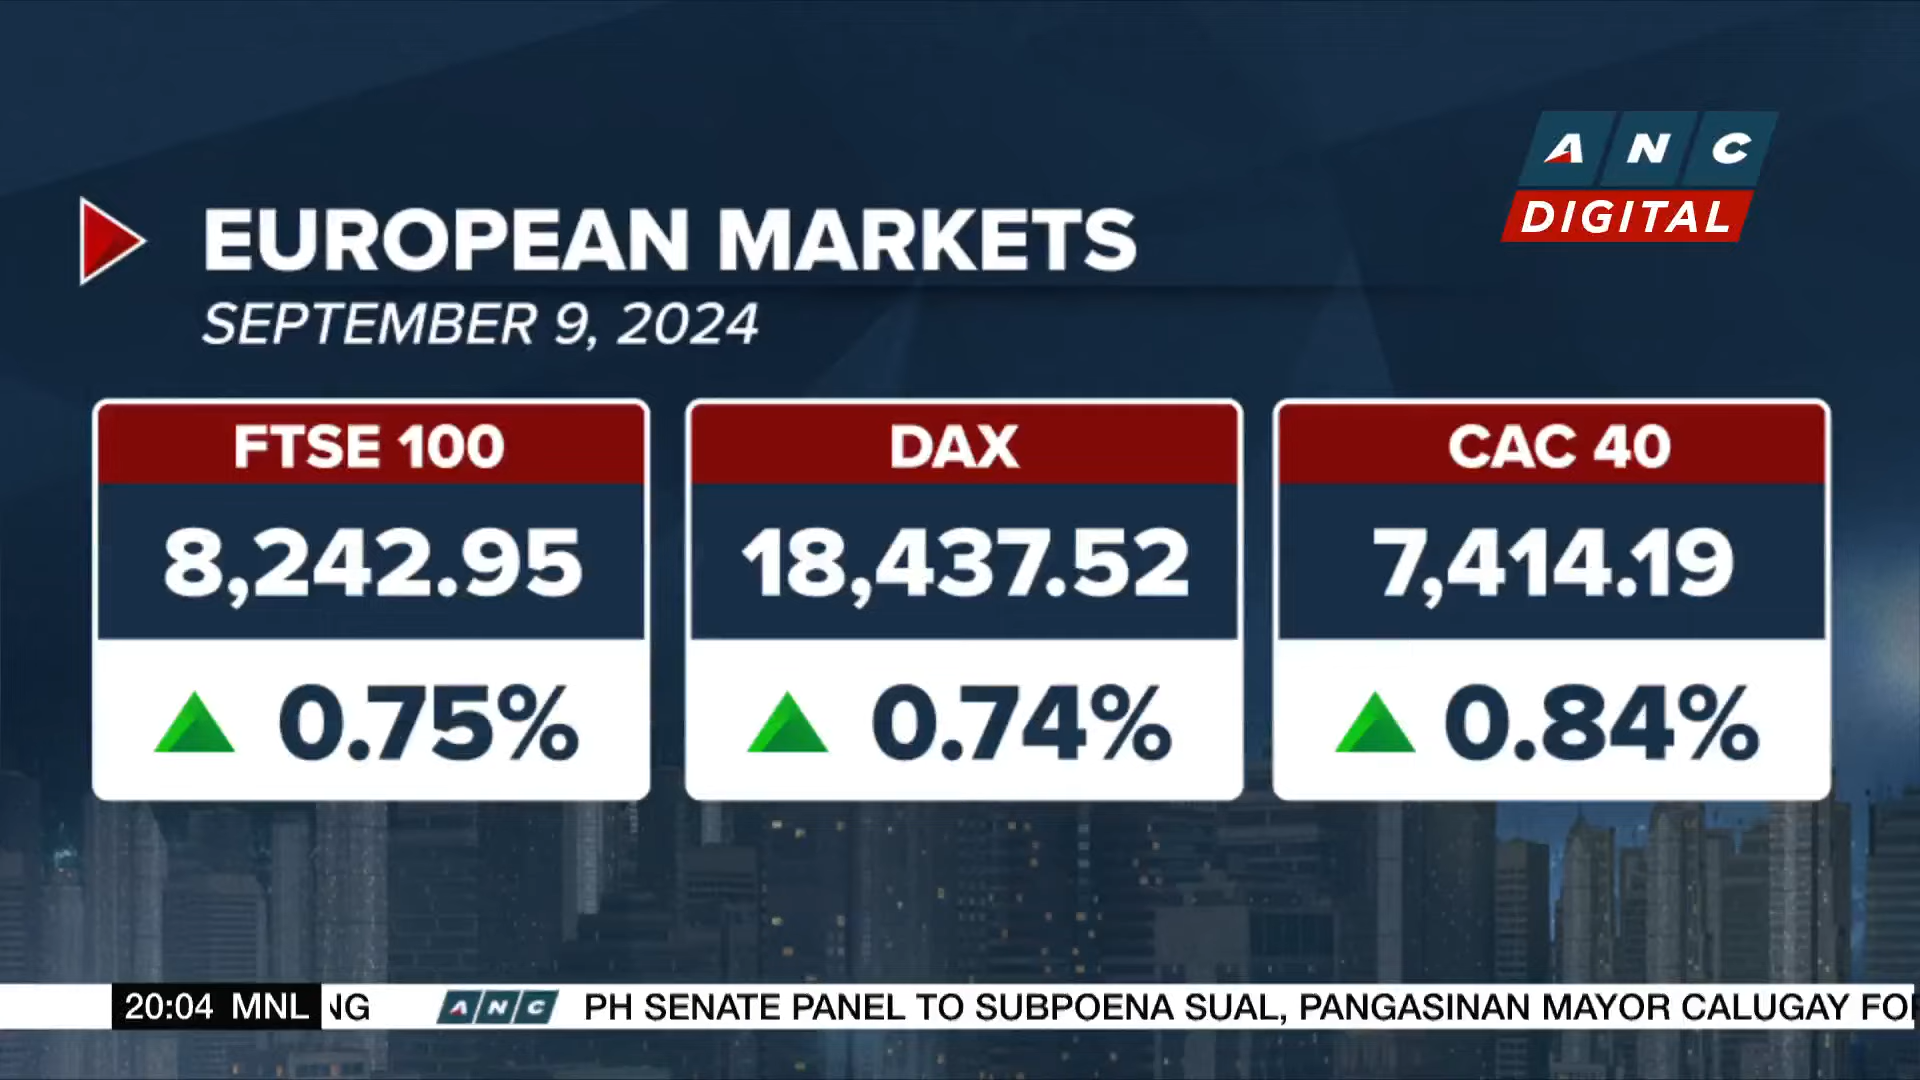 ANC
DIGITAL
EUROPEAN MARKETS
SEPTEMBER 9, 2024
FTSE 100
8,242.95
0.75%
DAX
18,437.52
0.74%
CAC 40
7,414.19
0.84%
20:04 MNL NG ANC PH SENATE PANEL TO SUBPOENA SUAL, PANGASINAN MAYOR CALUGAY